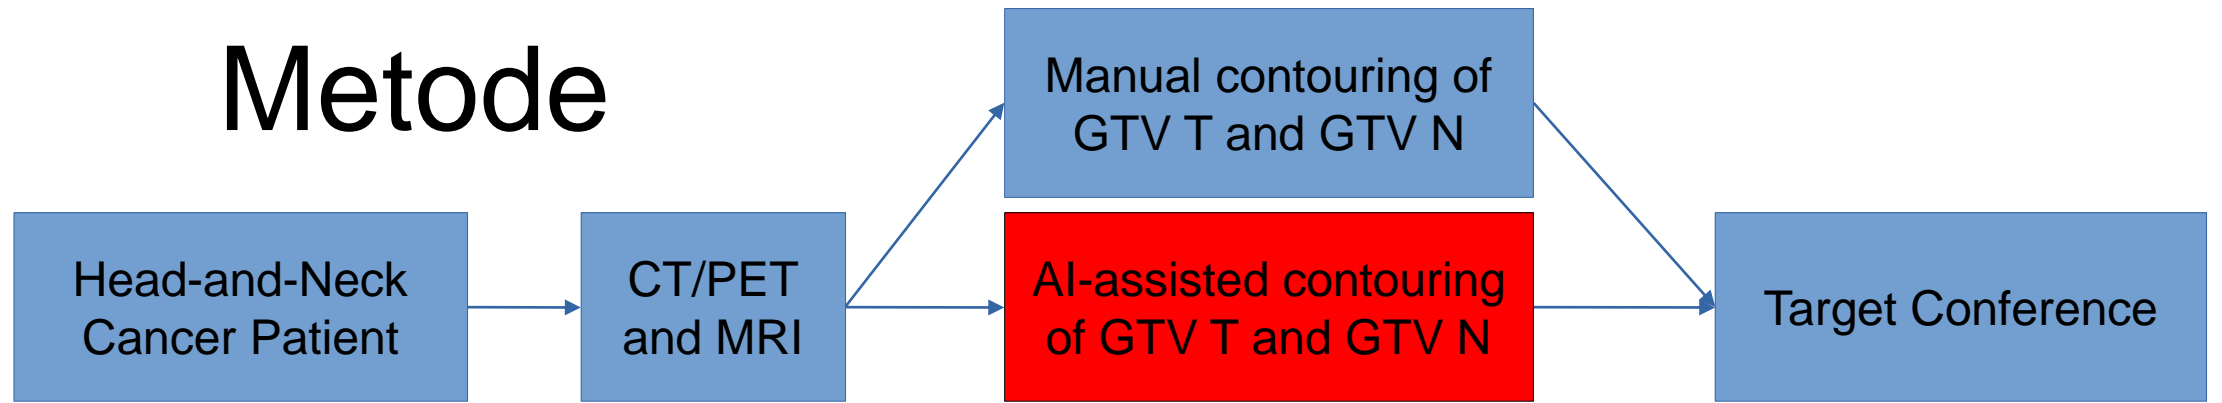 Metode
Head-and-Neck
Cancer Patient
CT/PET
and MRI
Manual contouring of
GTV T and GTV N
AI-assisted contouring
of GTV T and GTV N
Target Conference